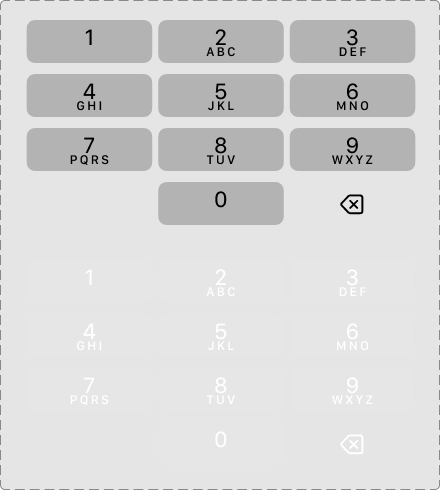 1 2 3
ABC DEF
4 5 6
GHI JKL MNO
7 8 9
PQRS TUV WXYZ
0
1 2 3
ABC DEF
4 5 6
GHI JKL MNO
7 8 9
PQRS TUV WXYZ
0